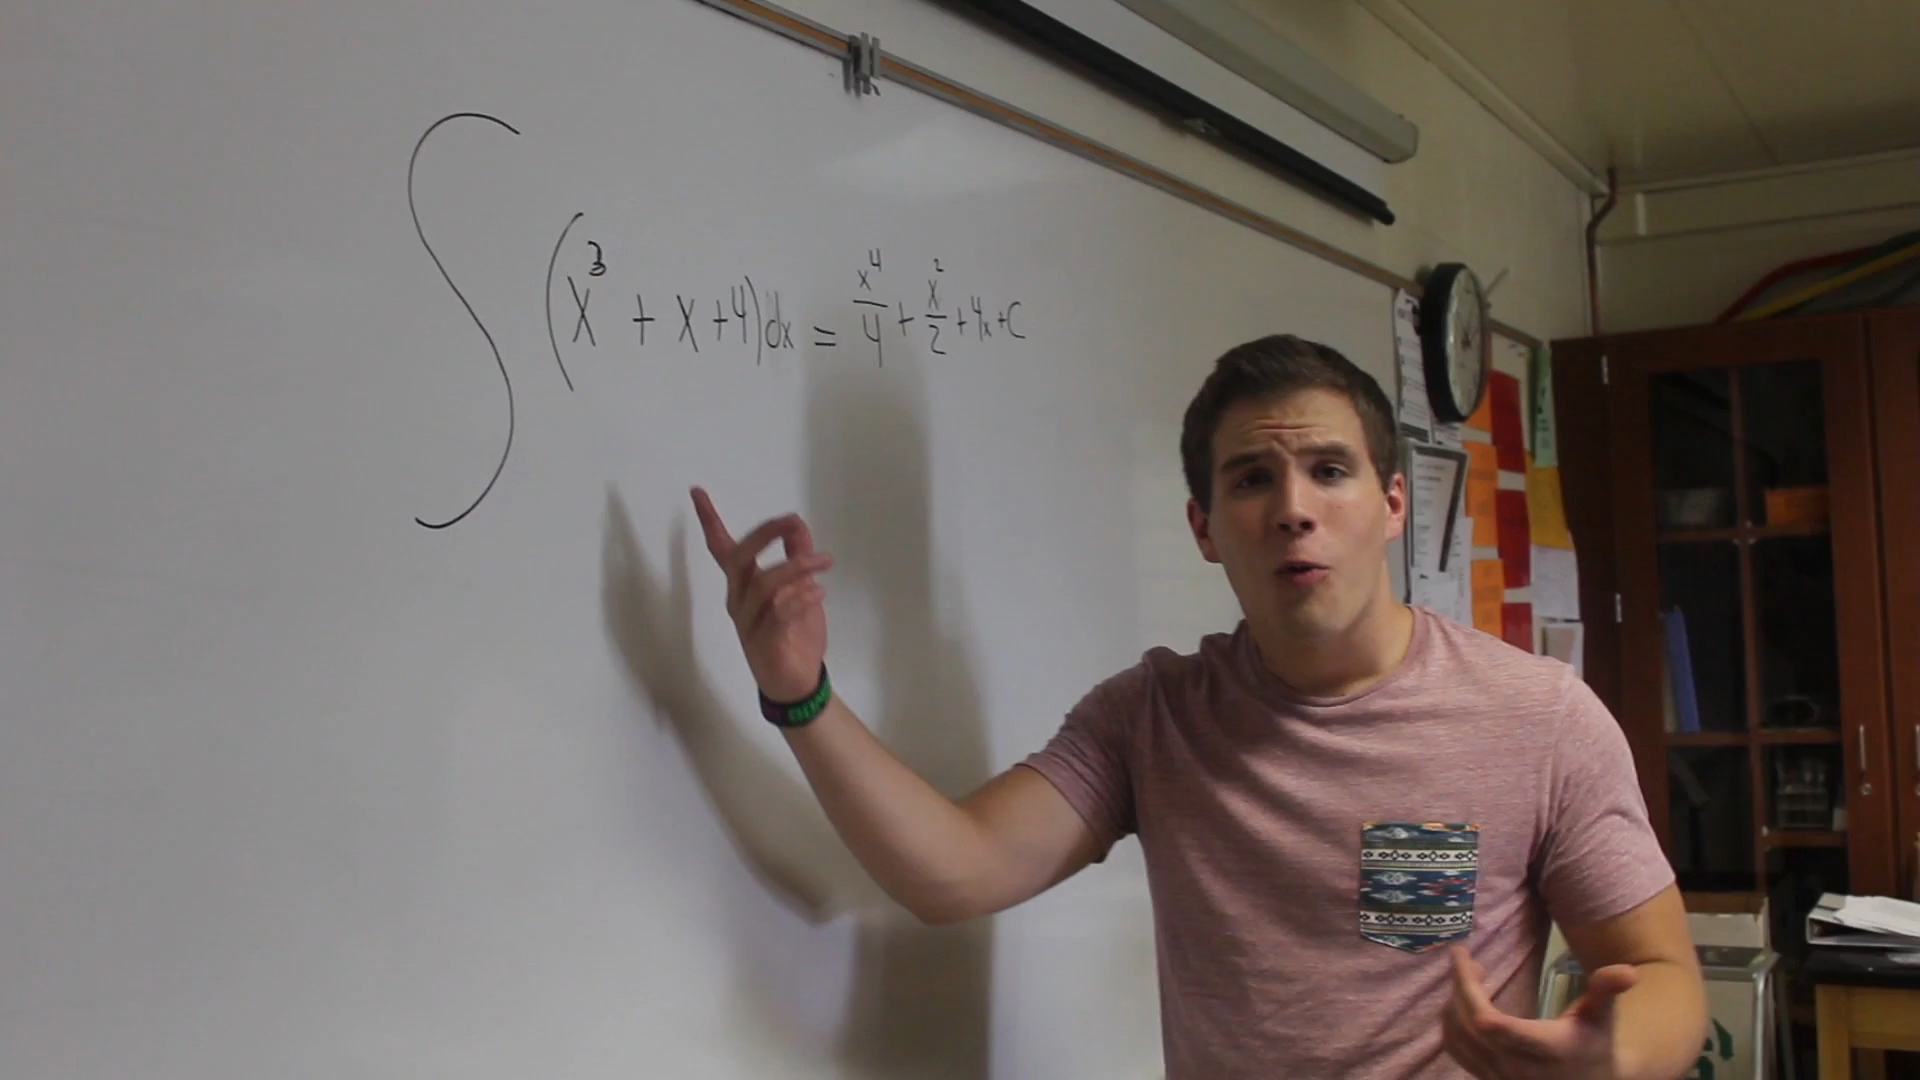 ∫(x³ + x + 4)dx = x⁴/4 + x²/2 + 4x + C